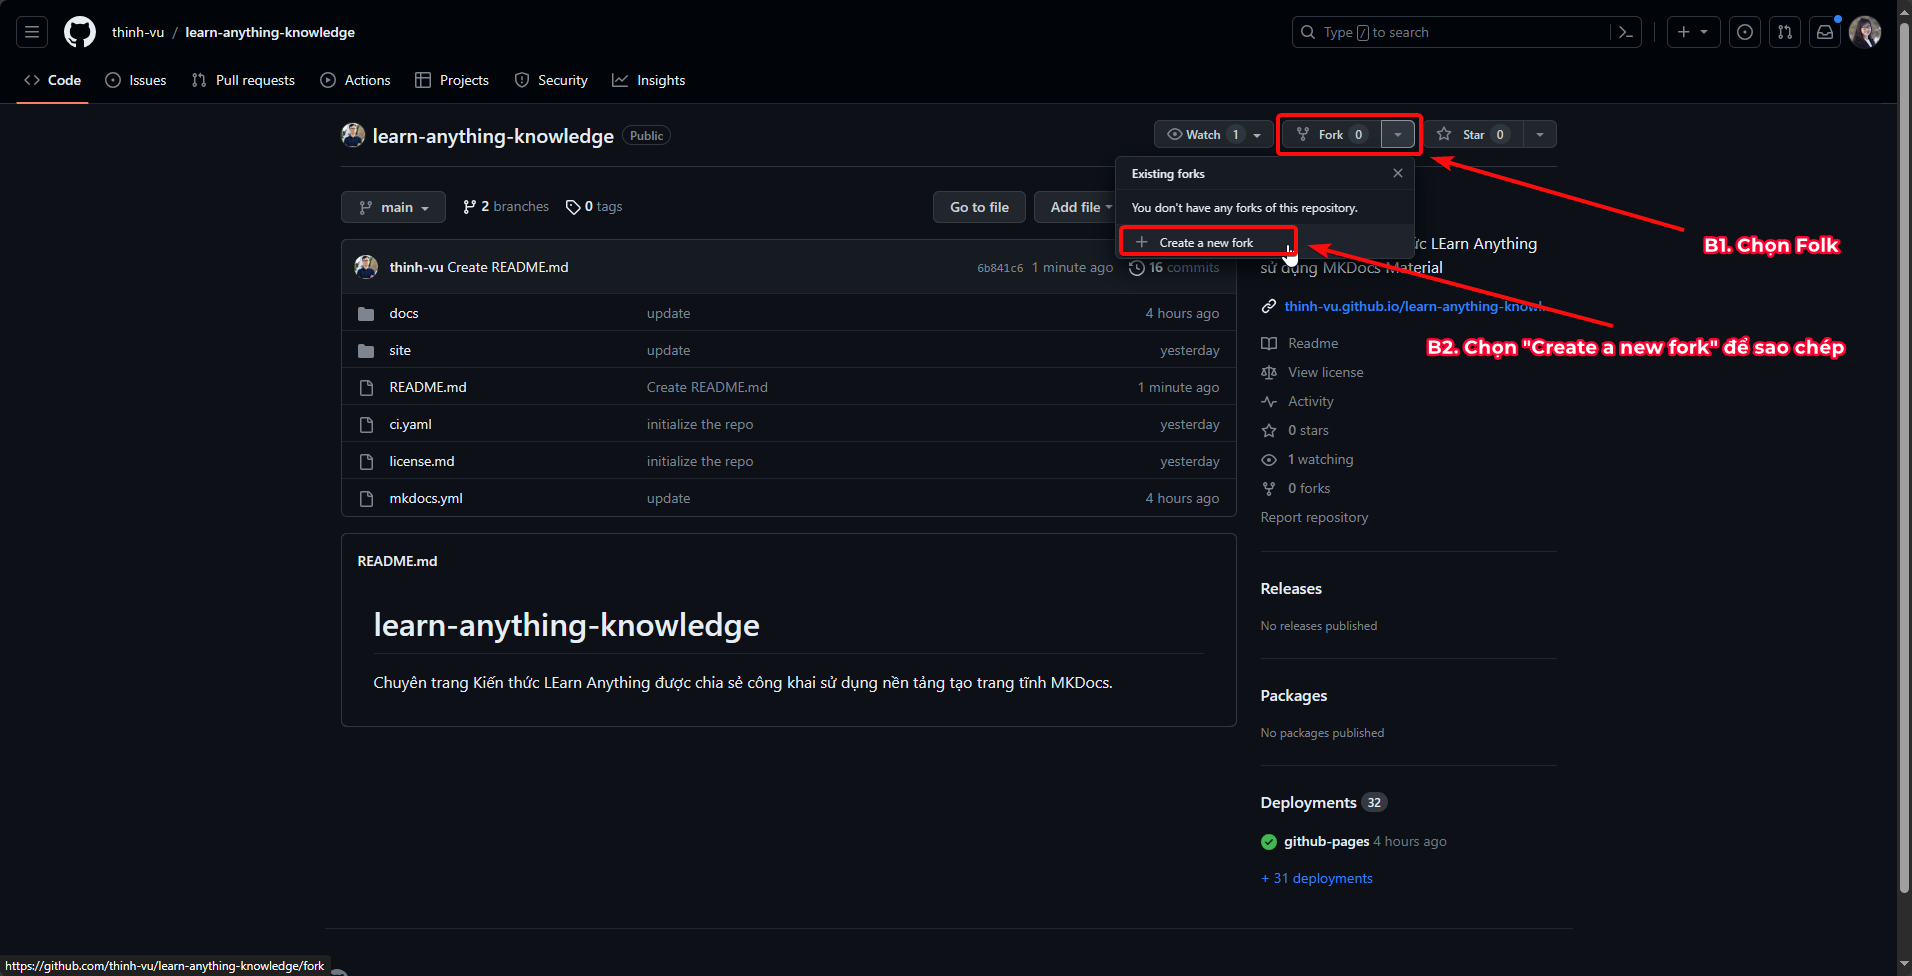 thinh-vu / learn-anything-knowledge
Type / to search
Code Issues Pull requests Actions Projects Security Insights
learn-anything-knowledge Public
Watch 1 Fork 0 Star 0
Existing forks
You don't have any forks of this repository.
Create a new fork
B1. Chọn Folk
B2. Chọn "Create a new fork" để sao chép
main 2 branches 0 tags
Go to file Add file
thinh-vu Create README.md 6b841c6 1 minute ago 16 commits
docs update 4 hours ago
site update yesterday
README.md Create README.md 1 minute ago
ci.yaml initialize the repo yesterday
license.md initialize the repo yesterday
mkdocs.yml update 4 hours ago
README.md
learn-anything-knowledge
Chuyên trang Kiến thức LEarn Anything được chia sẻ công khai sử dụng nền tảng tạo trang tĩnh MKDocs.
LEarn Anything
sử dụng MKDocs Material
thinh-vu.github.io/learn-anything-knowl...
Readme
View license
Activity
0 stars
1 watching
0 forks
Report repository
Releases
No releases published
Packages
No packages published
Deployments 32
github-pages 4 hours ago
+ 31 deployments
https://github.com/thinh-vu/learn-anything-knowledge/fork